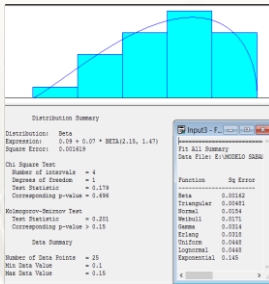 Distribution Summary
Distribution: Beta
Expression: 0.09 + 0.07 * BETA(2.15, 1.47)
Square Error: 0.001619
Chi Square Test
Number of intervals = 4
Degrees of freedom = 1
Test Statistic = 0.179
Corresponding p-value = 0.696
Kolmogorov-Smirnov Test
Test Statistic = 0.201
Corresponding p-value > 0.15
Data Summary
Number of Data Points = 25
Min Data Value = 0.1
Max Data Value = 0.15
Input3 - F...
Fit All Summary
Data File: E:\MODELO SABAD
Function Sq Error
Beta 0.00162
Triangular 0.00481
Normal 0.0154
Weibull 0.0171
Gamma 0.0314
Erlang 0.0318
Uniform 0.0448
Lognormal 0.0448
Exponential 0.145